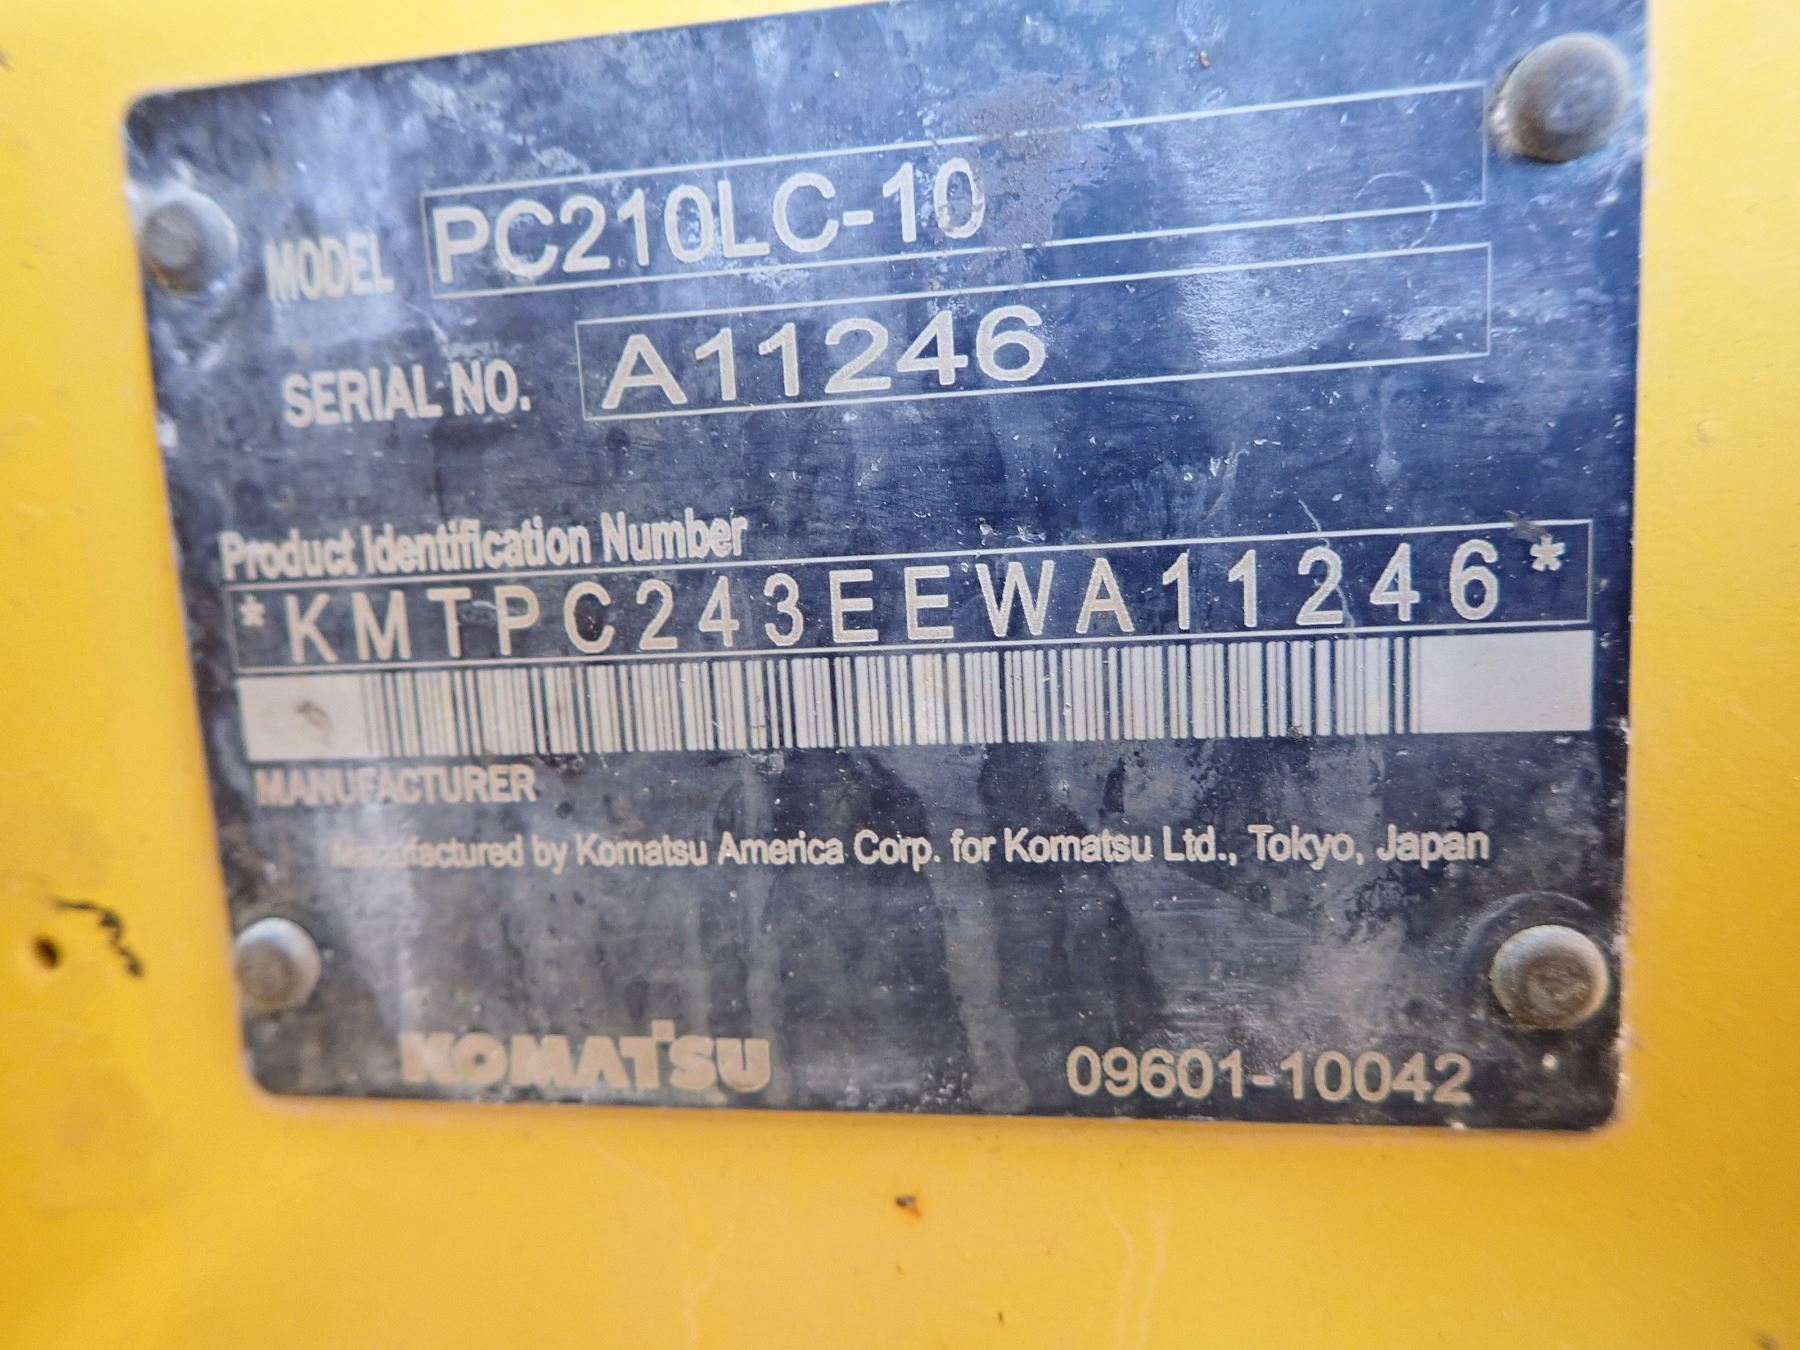 MODEL PC210LC-10
SERIAL NO. A11246
Product Identification Number
*KMTPC243EEWA11246*
MANUFACTURER
Manufactured by Komatsu America Corp. for Komatsu Ltd., Tokyo, Japan
KOMATSU 09601-10042